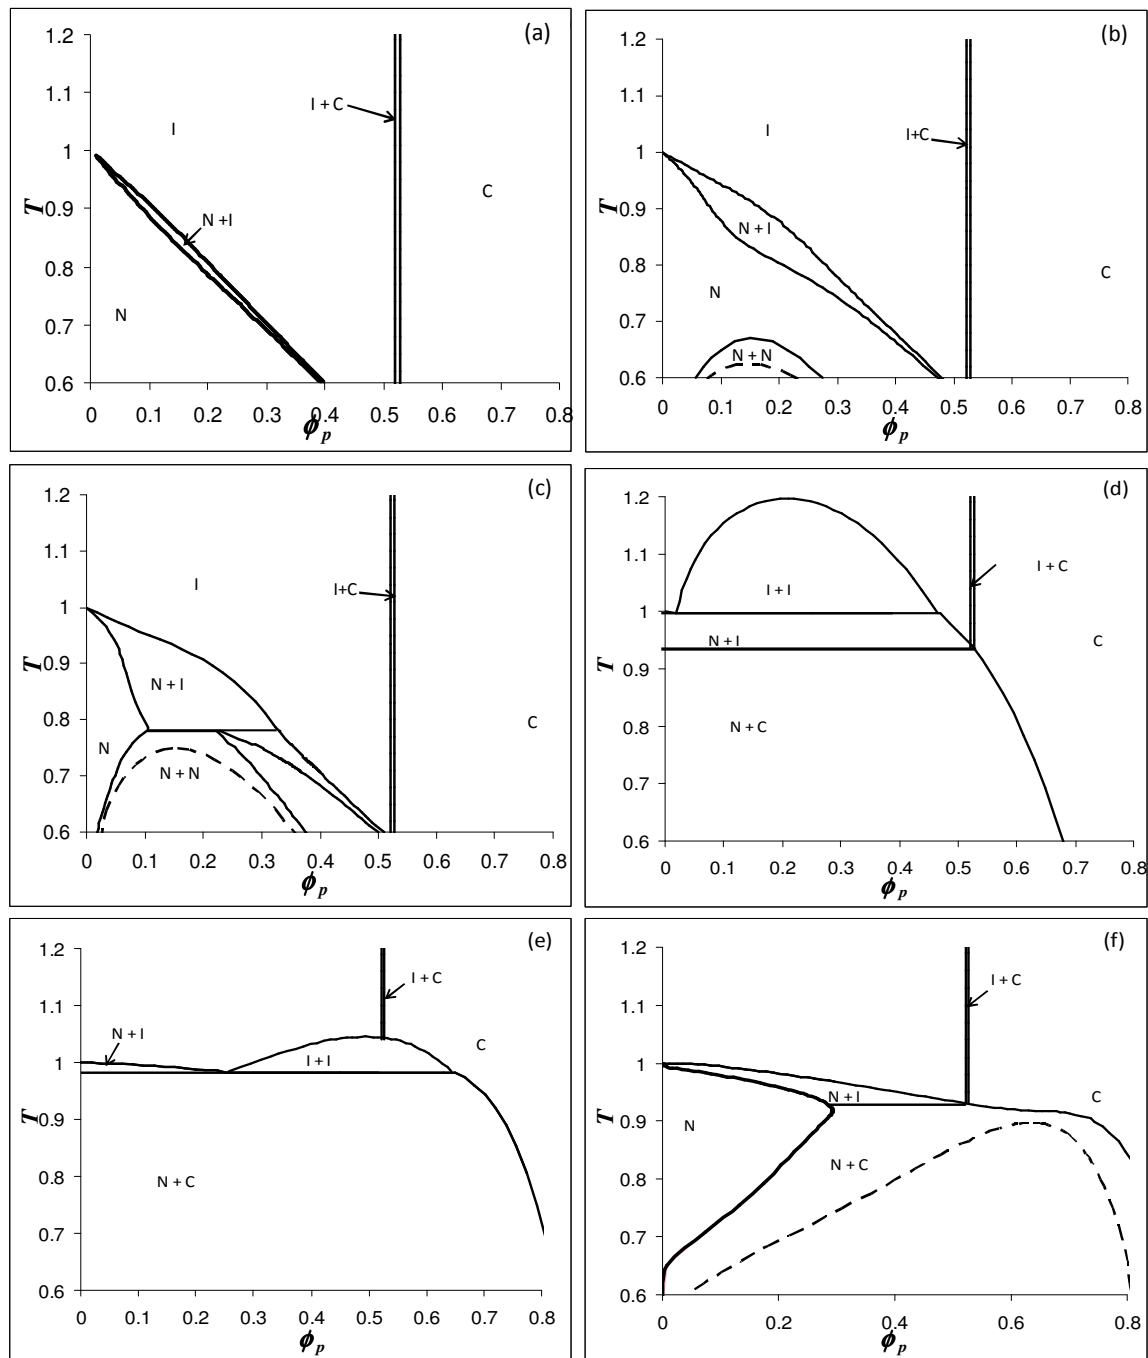 (a)
1.2
1.1
I + C
I
1
C
T
0.9
N +I
0.8
N
0.7
0.6
0 0.1 0.2 0.3 0.4 0.5 0.6 0.7 0.8
ϕp
(b)
1.2
1.1
I
I+C
1
T
0.9
N + I
0.8
C
N
0.7
N + N
0.6
0 0.1 0.2 0.3 0.4 0.5 0.6 0.7 0.8
ϕp
(c)
1.2
1.1
I
I+C
1
T
0.9
N + I
0.8
C
N
N + N
0.7
0.6
0 0.1 0.2 0.3 0.4 0.5 0.6 0.7 0.8
ϕp
(d)
1.2
1.1
I + C
I + I
1
N + I
C
T
0.9
N + C
0.8
0.7
0.6
0 0.1 0.2 0.3 0.4 0.5 0.6 0.7 0.8
ϕp
(e)
1.2
I + C
1.1
N + I
C
I + I
1
T
0.9
N + C
0.8
0.7
0.6
0 0.1 0.2 0.3 0.4 0.5 0.6 0.7 0.8
ϕp
(f)
1.2
I + C
1.1
1
N + I
C
T
N
0.9
N + C
0.8
0.7
0.6
0 0.1 0.2 0.3 0.4 0.5 0.6 0.7 0.8
ϕp